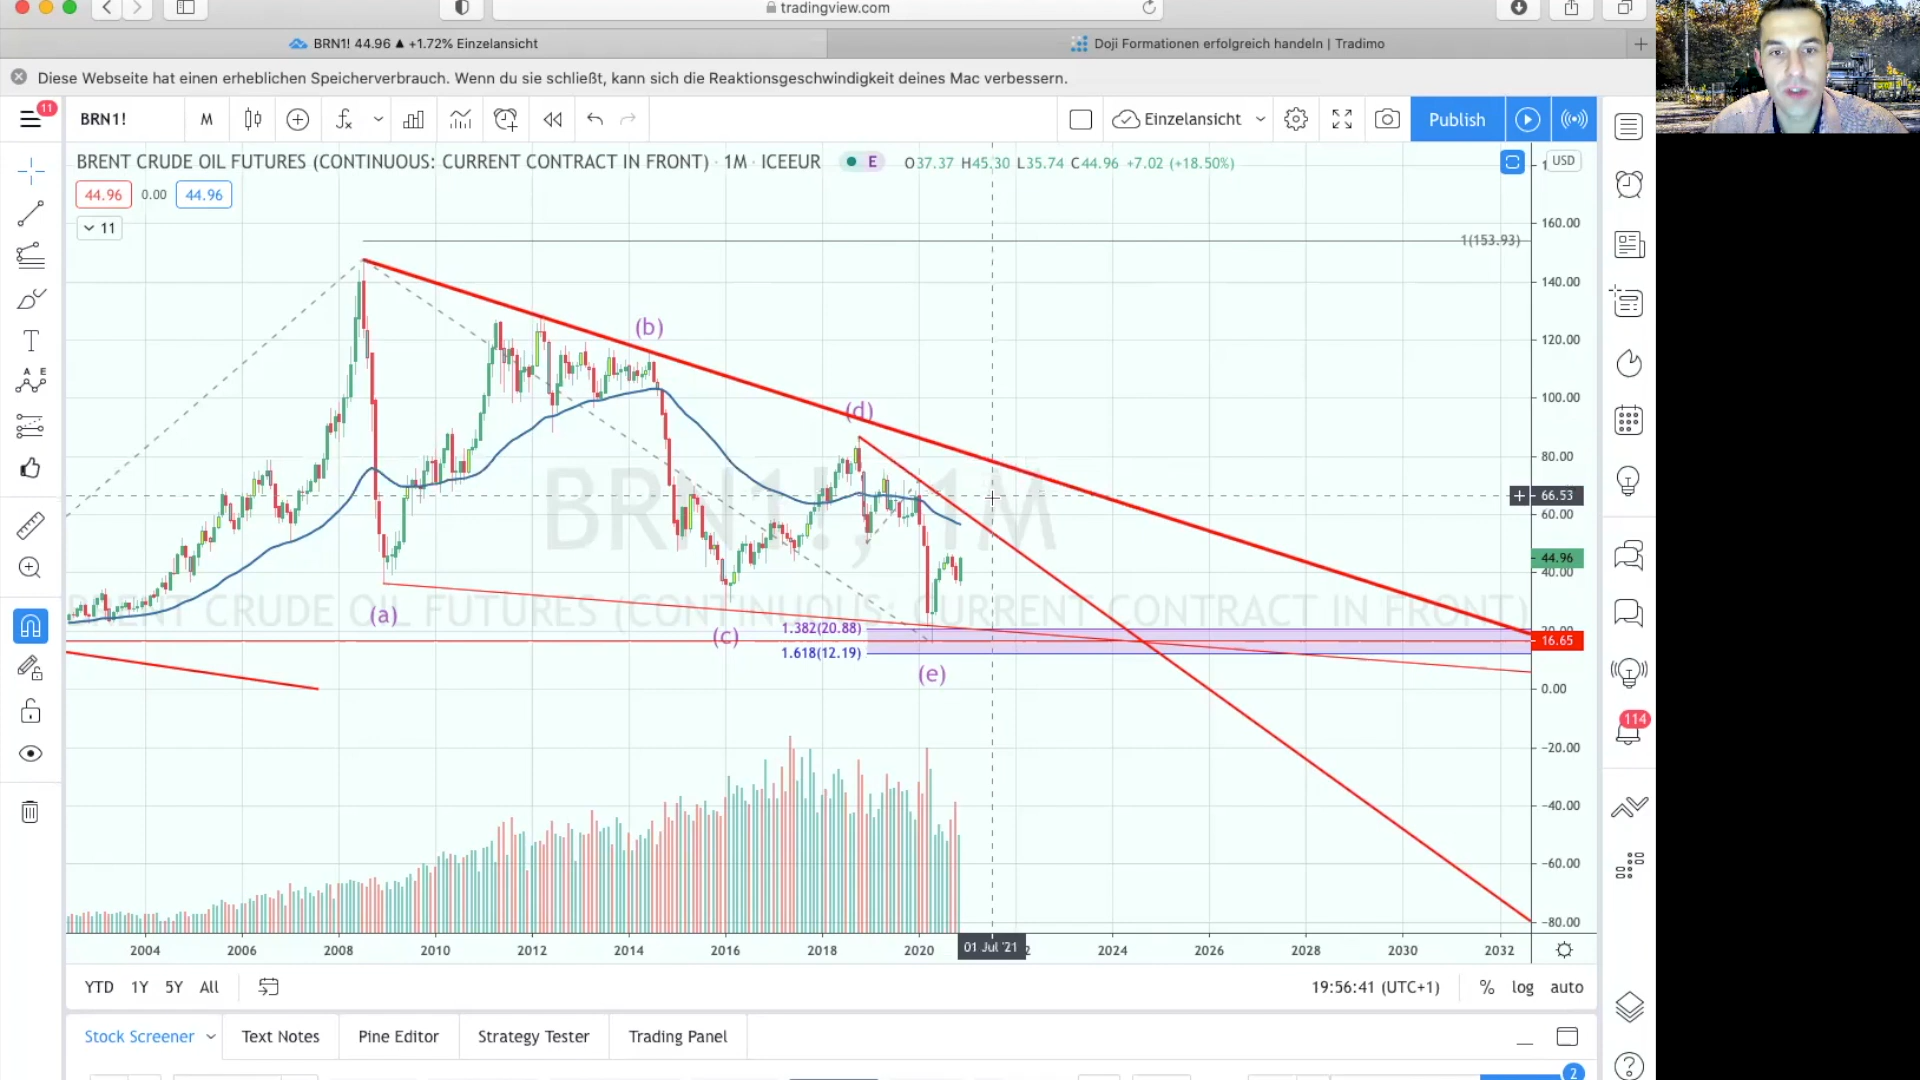 tradingview.com
BRN1! 44.96 ▲ +1.72% Einzelansicht
Doji Formationen erfolgreich handeln | Tradimo
Diese Webseite hat einen erheblichen Speicherverbrauch. Wenn du sie schließt, kann sich die Reaktionsgeschwindigkeit deines Mac verbessern.
11
BRN1!
M
Einzelansicht
Publish
BRENT CRUDE OIL FUTURES (CONTINUOUS: CURRENT CONTRACT IN FRONT) · 1M · ICEEUR
E
O37.37 H45.30 L35.74 C44.96 +7.02 (+18.50%)
USD
44.96 0.00 44.96
11
160.00
1(153.93)
140.00
120.00
100.00
80.00
66.53
60.00
44.96
40.00
20.00
16.65
0.00
-20.00
-40.00
-60.00
-80.00
(b)
(d)
BRN1!, 1M
BRENT CRUDE OIL FUTURES (CONTINUOUS: CURRENT CONTRACT IN FRONT)
(a)
(c)
1.382(20.88)
1.618(12.19)
(e)
114
2004 2006 2008 2010 2012 2014 2016 2018 2020 01 Jul '21 2 2024 2026 2028 2030 2032
YTD 1Y 5Y All
19:56:41 (UTC+1)
% log auto
Stock Screener Text Notes Pine Editor Strategy Tester Trading Panel
2